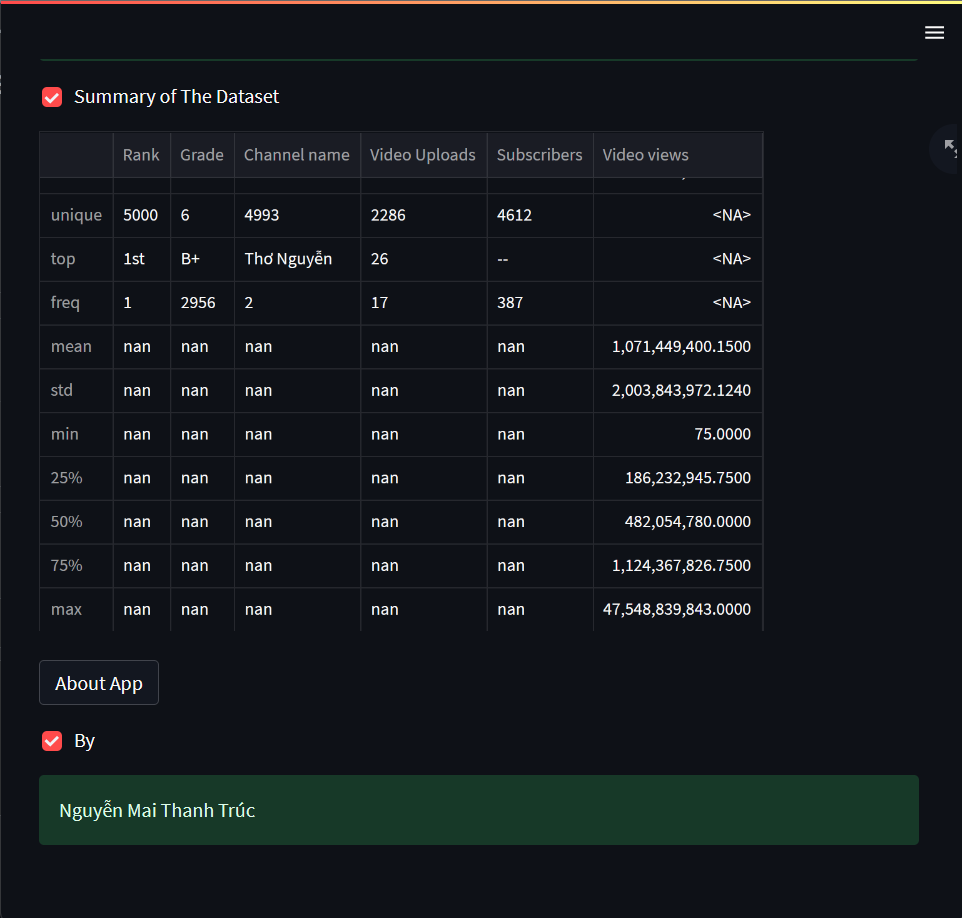 Summary of The Dataset
Rank Grade Channel name Video Uploads Subscribers Video views
unique 5000 6 4993 2286 4612 <NA>
top 1st B+ Thơ Nguyễn 26 -- <NA>
freq 1 2956 2 17 387 <NA>
mean nan nan nan nan nan 1,071,449,400.1500
std nan nan nan nan nan 2,003,843,972.1240
min nan nan nan nan nan 75.0000
25% nan nan nan nan nan 186,232,945.7500
50% nan nan nan nan nan 482,054,780.0000
75% nan nan nan nan nan 1,124,367,826.7500
max nan nan nan nan nan 47,548,839,843.0000
About App
By
Nguyễn Mai Thanh Trúc